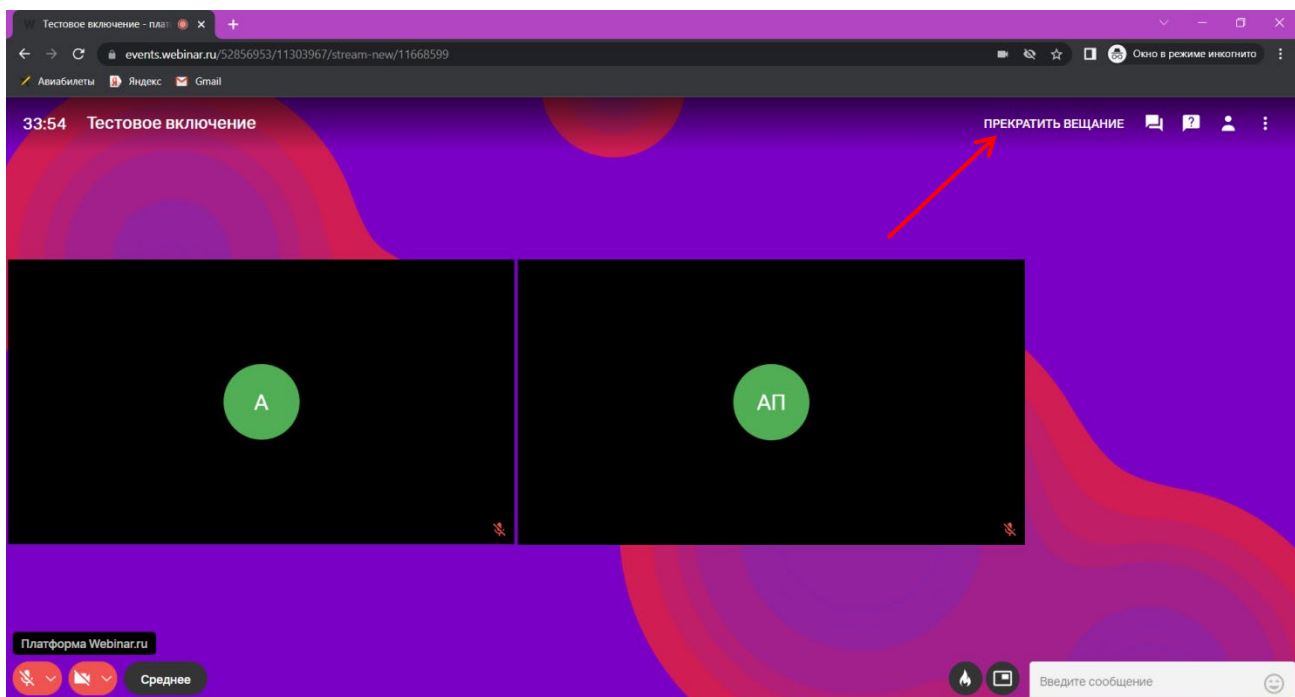 Тестовое включение - плат
events.webinar.ru/52856953/11303967/stream-new/11668599
Окно в режиме инкогнито
Авиабилеты Яндекс Gmail
33:54 Тестовое включение
ПРЕКРАТИТЬ ВЕЩАНИЕ
А
АП
Платформа Webinar.ru
Среднее
Введите сообщение